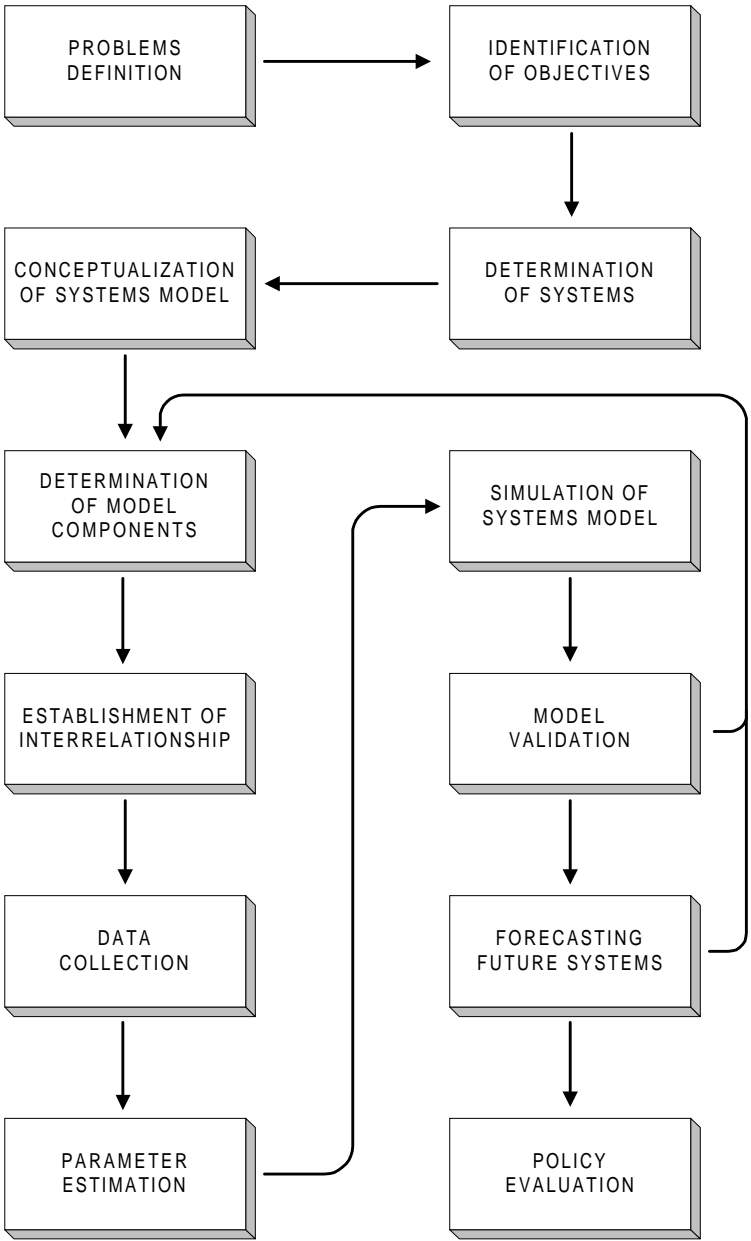 PROBLEMS
DEFINITION
IDENTIFICATION
OF OBJECTIVES
DETERMINATION
OF SYSTEMS
CONCEPTUALIZATION
OF SYSTEMS MODEL
DETERMINATION
OF MODEL
COMPONENTS
ESTABLISHMENT OF
INTERRELATIONSHIP
DATA
COLLECTION
PARAMETER
ESTIMATION
SIMULATION OF
SYSTEMS MODEL
MODEL
VALIDATION
FORECASTING
FUTURE SYSTEMS
POLICY
EVALUATION